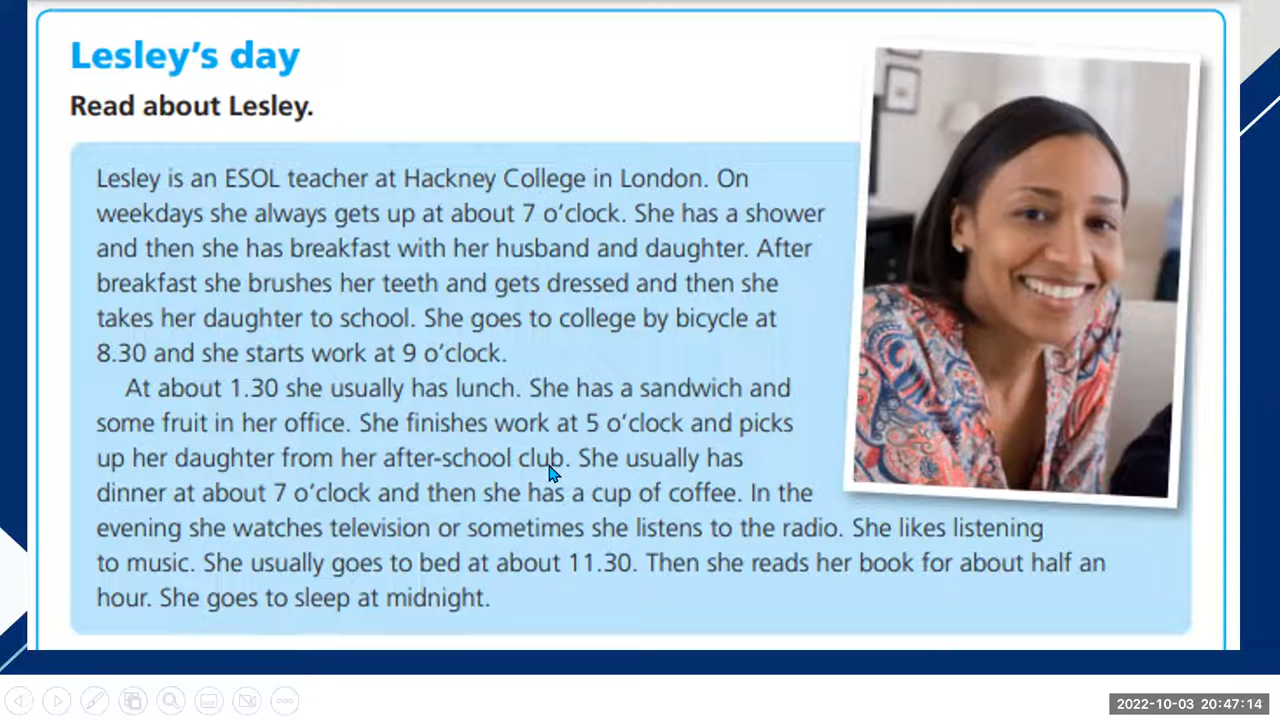 Lesley's day
Read about Lesley.
Lesley is an ESOL teacher at Hackney College in London. On
weekdays she always gets up at about 7 o'clock. She has a shower
and then she has breakfast with her husband and daughter. After
breakfast she brushes her teeth and gets dressed and then she
takes her daughter to school. She goes to college by bicycle at
8.30 and she starts work at 9 o'clock.
At about 1.30 she usually has lunch. She has a sandwich and
some fruit in her office. She finishes work at 5 o'clock and picks
up her daughter from her after-school club. She usually has
dinner at about 7 o'clock and then she has a cup of coffee. In the
evening she watches television or sometimes she listens to the radio. She likes listening
to music. She usually goes to bed at about 11.30. Then she reads her book for about half an
hour. She goes to sleep at midnight.
2022-10-03 20:47:14